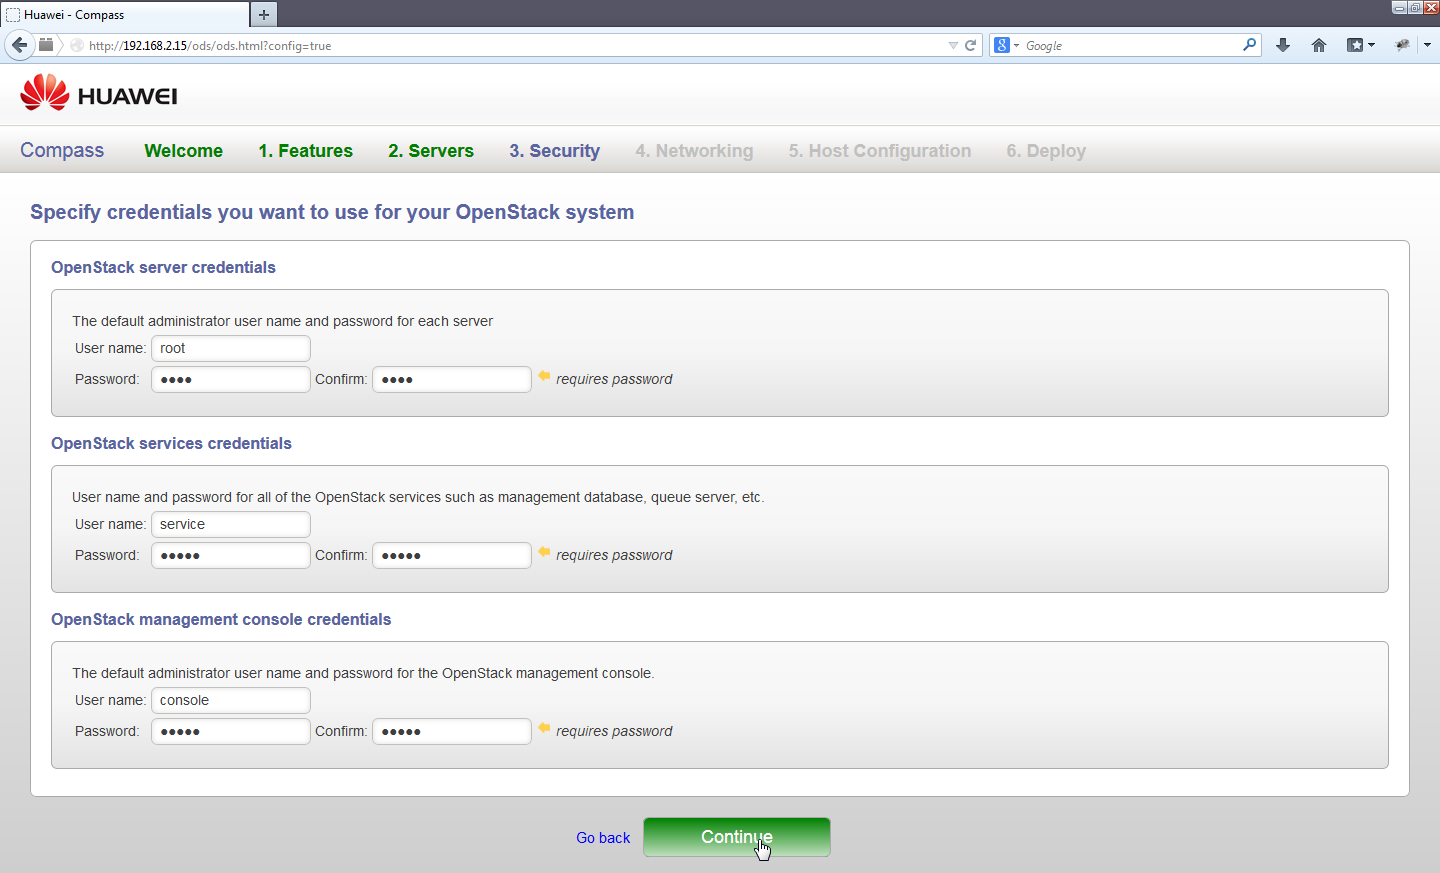 Huawei - Compass
http://192.168.2.15/ods/ods.html?config=true
Google
HUAWEI
Compass Welcome 1. Features 2. Servers 3. Security 4. Networking 5. Host Configuration 6. Deploy
Specify credentials you want to use for your OpenStack system
OpenStack server credentials
The default administrator user name and password for each server
User name: root
Password: •••• Confirm: •••• requires password
OpenStack services credentials
User name and password for all of the OpenStack services such as management database, queue server, etc.
User name: service
Password: ••••• Confirm: ••••• requires password
OpenStack management console credentials
The default administrator user name and password for the OpenStack management console.
User name: console
Password: ••••• Confirm: ••••• requires password
Go back Continue